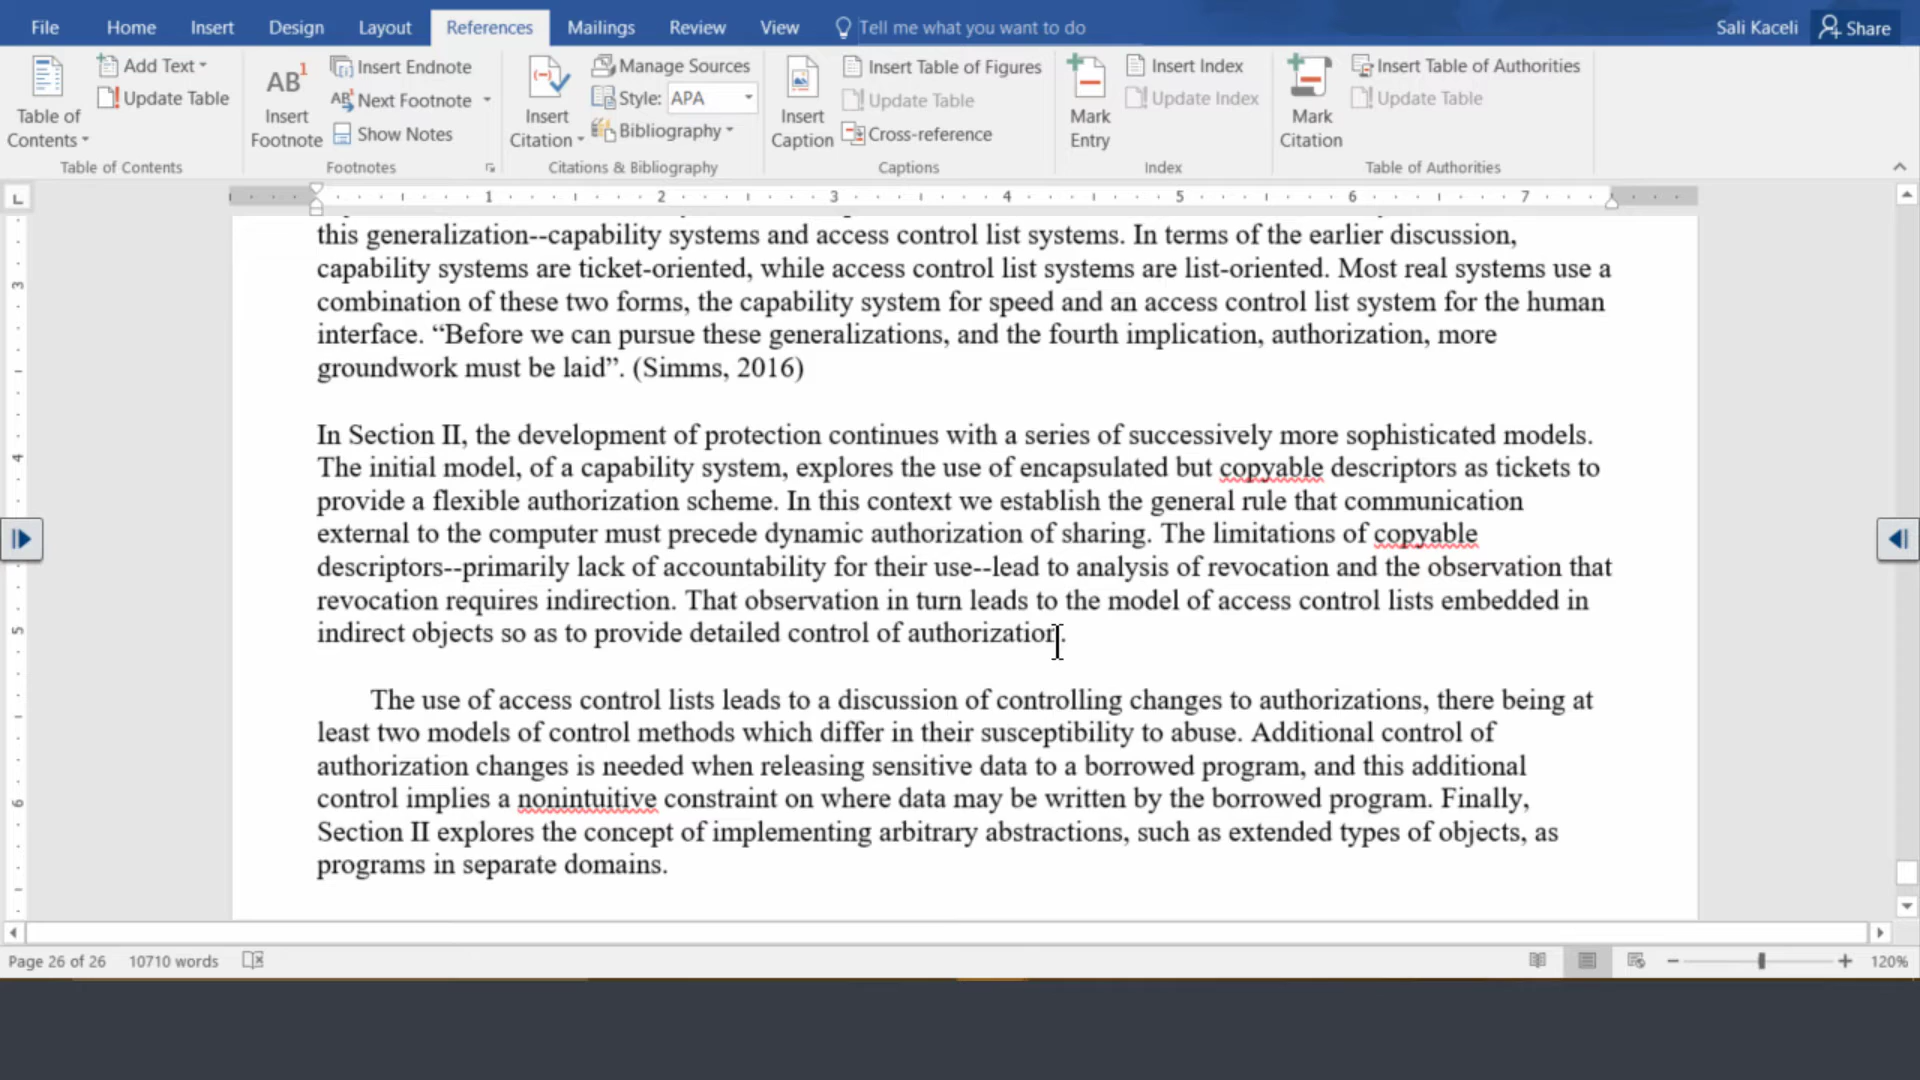 File Home Insert Design Layout References Mailings Review View Tell me what you want to do Sali Kaceli Share
Table of Contents
Add Text
Update Table
Table of Contents
AB1 Insert Footnote
Insert Endnote
Next Footnote
Show Notes
Footnotes
Insert Citation
Manage Sources
Style: APA
Bibliography
Citations & Bibliography
Insert Caption
Insert Table of Figures
Update Table
Cross-reference
Captions
Mark Entry
Insert Index
Update Index
Index
Mark Citation
Insert Table of Authorities
Update Table
Table of Authorities
L 1 2 3 4 5 6 7
3
4
5
6
this generalization--capability systems and access control list systems. In terms of the earlier discussion,
capability systems are ticket-oriented, while access control list systems are list-oriented. Most real systems use a
combination of these two forms, the capability system for speed and an access control list system for the human
interface. “Before we can pursue these generalizations, and the fourth implication, authorization, more
groundwork must be laid”. (Simms, 2016)
In Section II, the development of protection continues with a series of successively more sophisticated models.
The initial model, of a capability system, explores the use of encapsulated but copyable descriptors as tickets to
provide a flexible authorization scheme. In this context we establish the general rule that communication
external to the computer must precede dynamic authorization of sharing. The limitations of copyable
descriptors--primarily lack of accountability for their use--lead to analysis of revocation and the observation that
revocation requires indirection. That observation in turn leads to the model of access control lists embedded in
indirect objects so as to provide detailed control of authorization.
The use of access control lists leads to a discussion of controlling changes to authorizations, there being at
least two models of control methods which differ in their susceptibility to abuse. Additional control of
authorization changes is needed when releasing sensitive data to a borrowed program, and this additional
control implies a nonintuitive constraint on where data may be written by the borrowed program. Finally,
Section II explores the concept of implementing arbitrary abstractions, such as extended types of objects, as
programs in separate domains.
Page 26 of 26 10710 words 120%